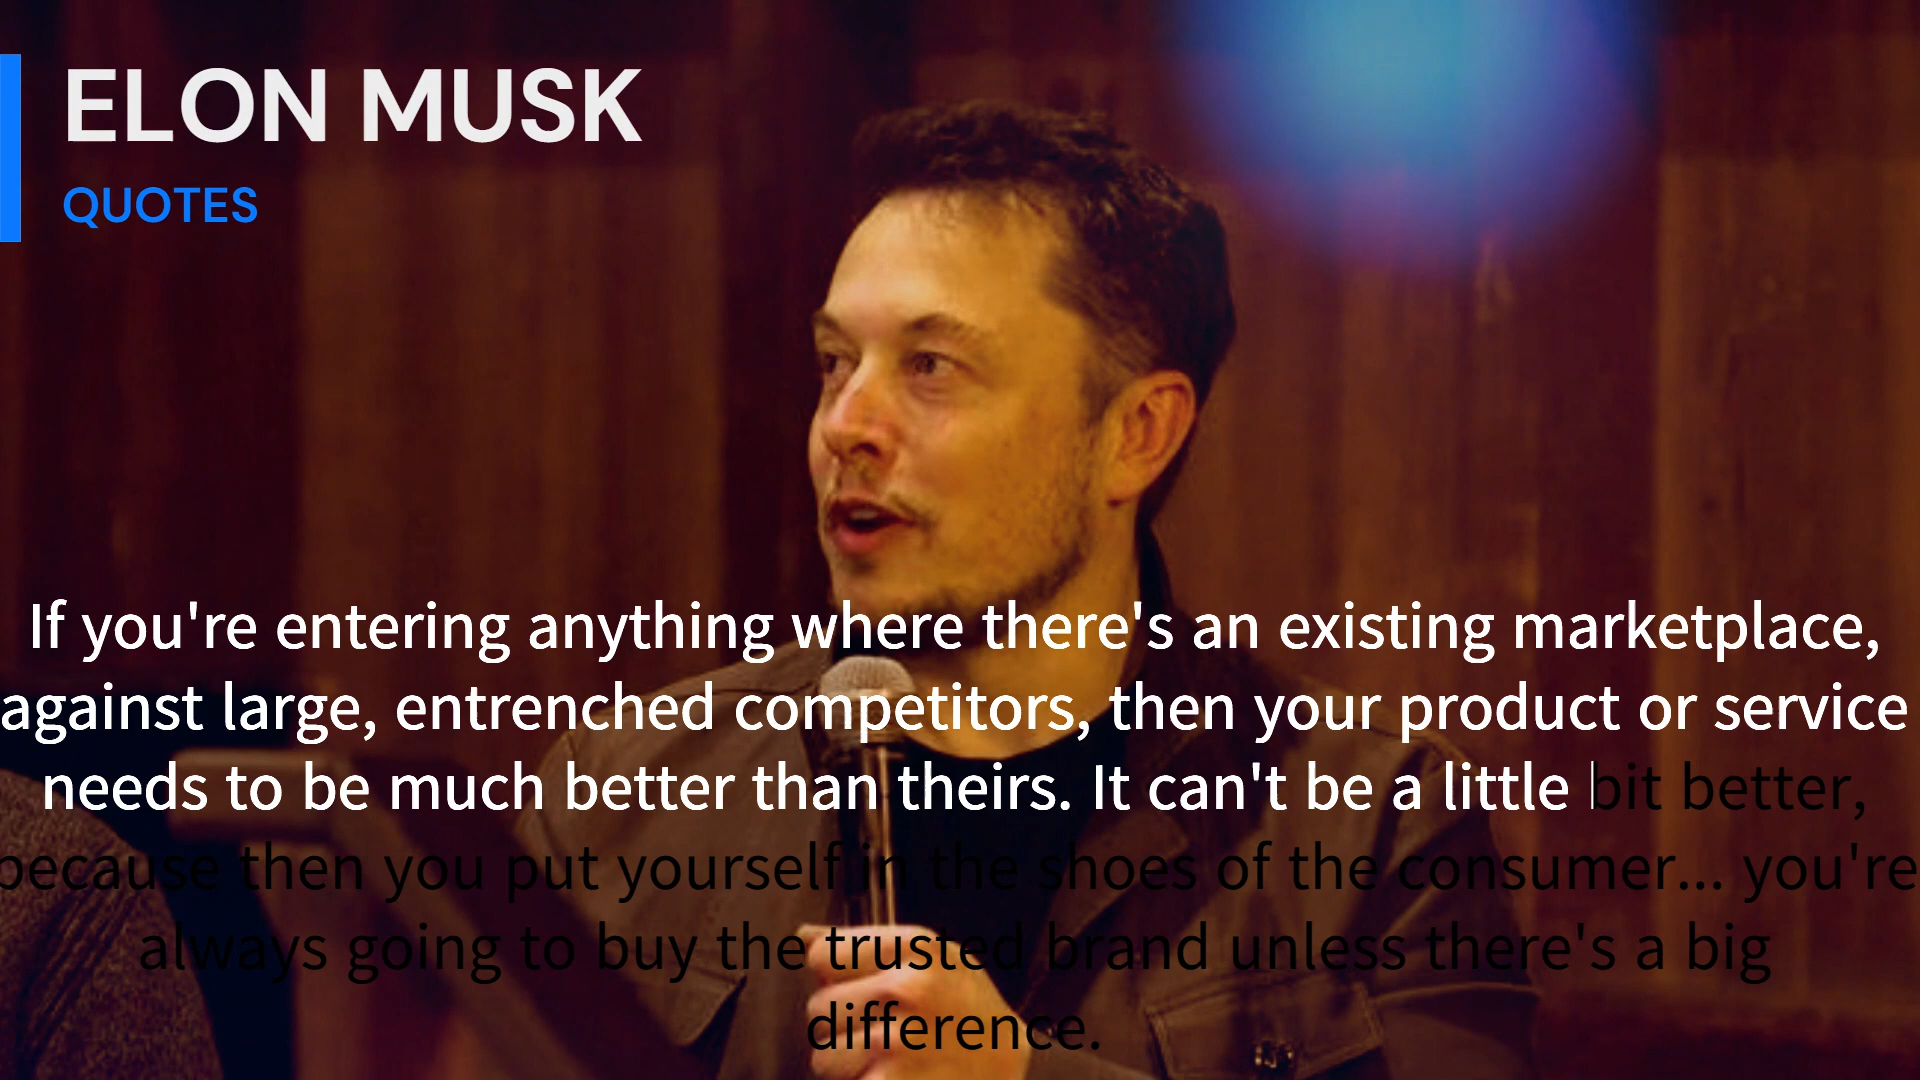 ELON MUSK
QUOTES
If you're entering anything where there's an existing marketplace,
against large, entrenched competitors, then your product or service
needs to be much better than theirs. It can't be a little bit better,
because then you put yourself in the shoes of the consumer... you're
always going to buy the trusted brand unless there's a big
difference.